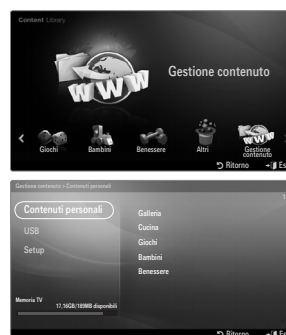 Content Library
WWW
Gestione contenuto
Giochi
Bambini
Benessere
Altri
Gestione
contenuto
Ritorno
Gestione contenuto > Contenuti personali
Contenuti personali
USB
Setup
Galleria
Cucina
Giochi
Bambini
Benessere
Memoria TV
17,16GB/189MB disponibili
Ritorno